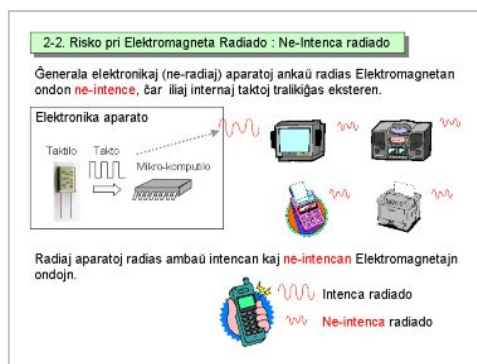 2-2. Risko pri Elektromagneta Radiado : Ne-Intenca radiado
Ĝenerala elektronikaj (ne-radiaj) aparatoj ankaŭ radias Elektromagnetan
ondon ne-intence, ĉar iliaj internaj taktoj tralikiĝas eksteren.
Elektronika aparato
Taktilo Takto
Mikro-komputilo
Radiaj aparatoj radias ambaŭ intencan kaj ne-intencan Elektromagnetajn
ondojn.
Intenca radiado
Ne-intenca radiado